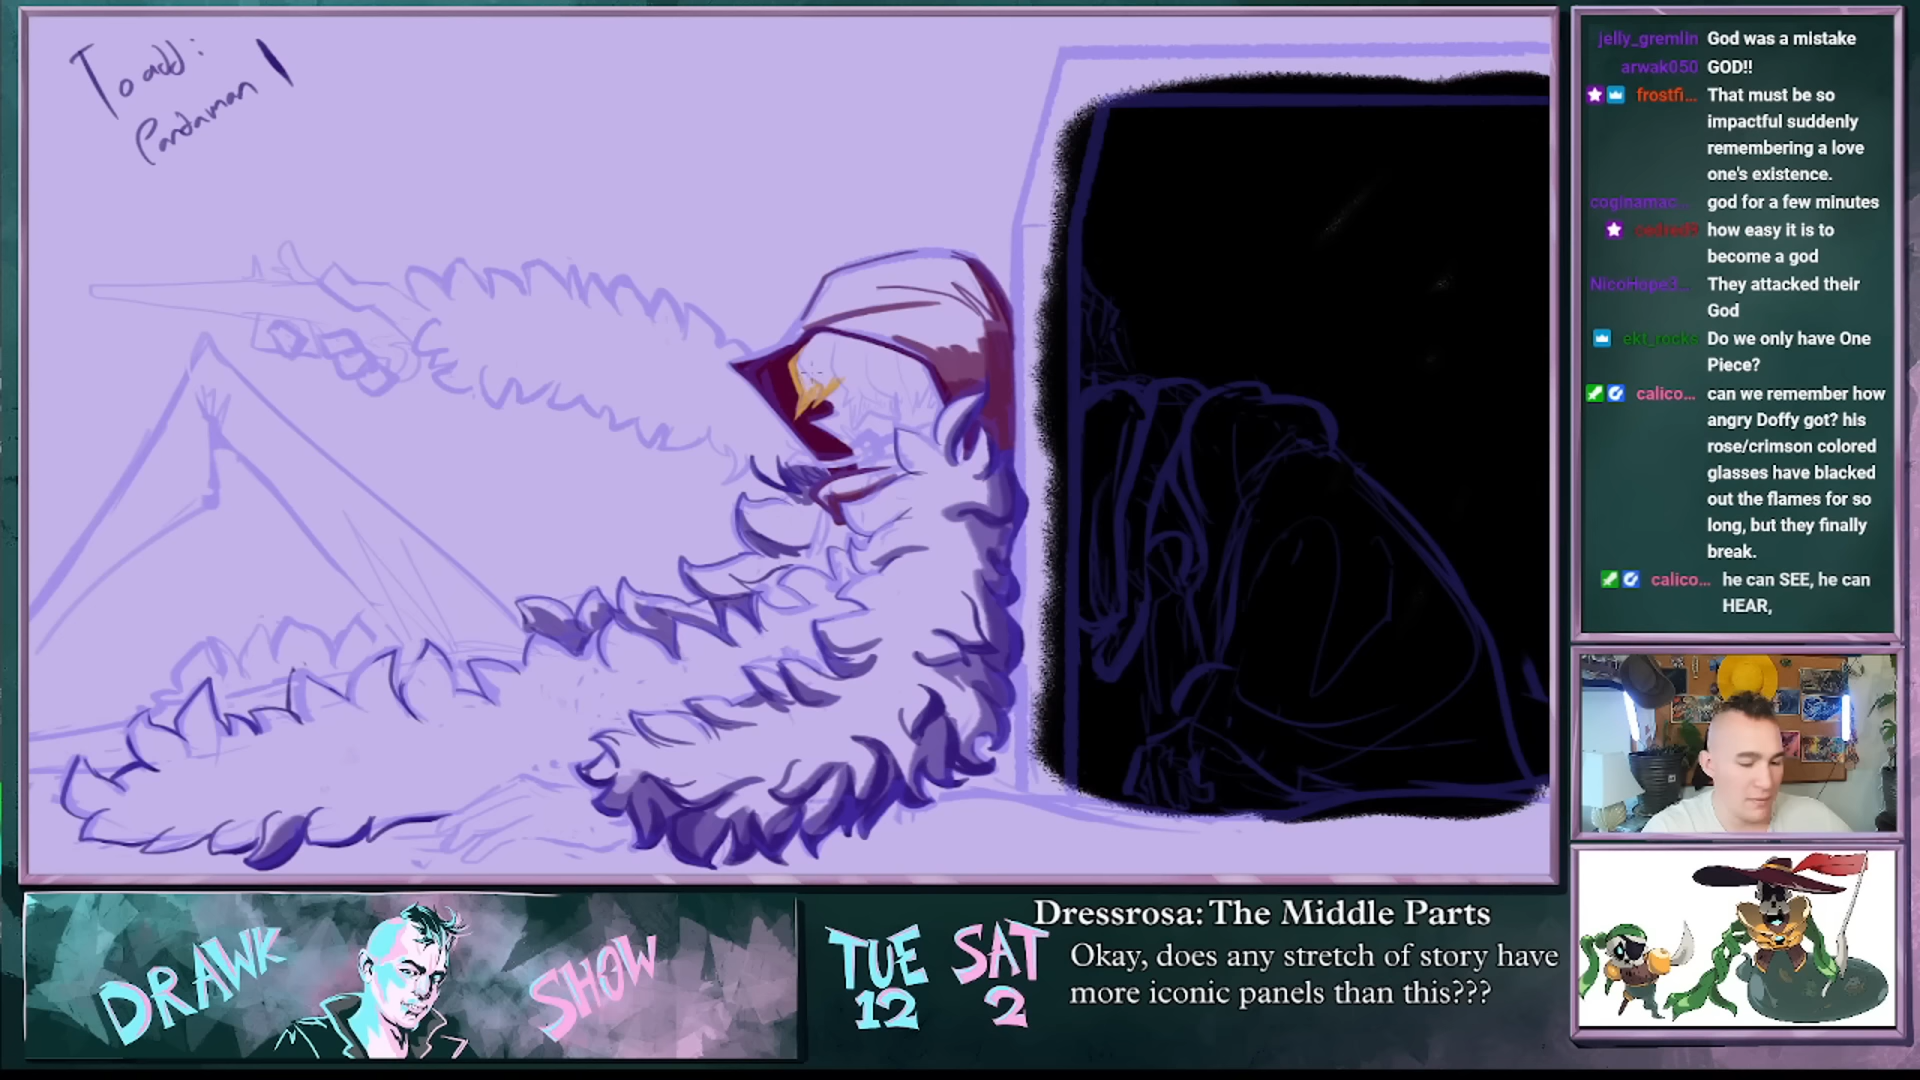 To add:
Pandaman
jelly_gremlin God was a mistake
arwak050 GOD!!
frostfi... That must be so
impactful suddenly
remembering a love
one's existence.
coginamac... god for a few minutes
how easy it is to
become a god
NicoHope3... They attacked their
God
ekt_rocks Do we only have One
Piece?
calico... can we remember how
angry Doffy got? his
rose/crimson colored
glasses have blacked
out the flames for so
long, but they finally
break.
calico... he can SEE, he can
HEAR,
DRAWK SHOW
TUE SAT
12 2
Dressrosa: The Middle Parts
Okay, does any stretch of story have
more iconic panels than this???